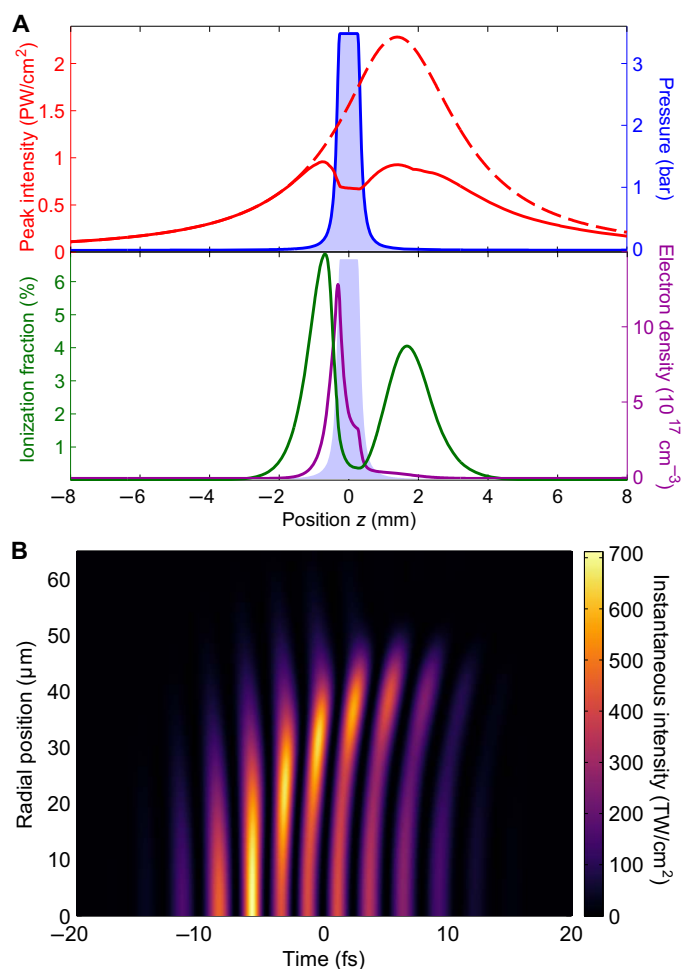 A
Peak intensity (PW/cm²)
2
1.5
1
0.5
0
Pressure (bar)
3
2
1
0
Ionization fraction (%)
6
5
4
3
2
1
Electron density (10¹⁷ cm⁻³)
10
5
0
−8 −6 −4 −2 0 2 4 6 8
Position z (mm)
B
Radial position (µm)
60
50
40
30
20
10
0
−20 −10 0 10 20
Time (fs)
700
600
500
400
300
200
100
0
Instantaneous intensity (TW/cm²)